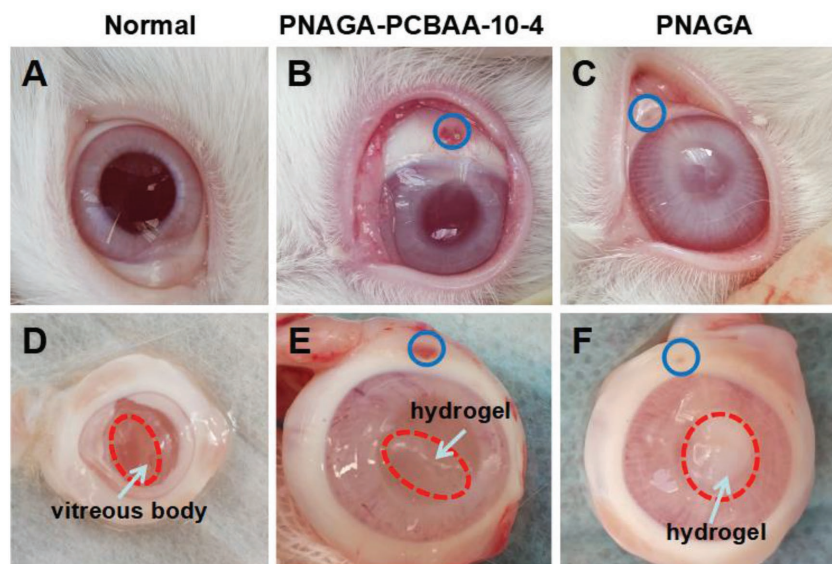 Normal
PNAGA-PCBAA-10-4
PNAGA
A
B
C
D
E
F
vitreous body
hydrogel
hydrogel